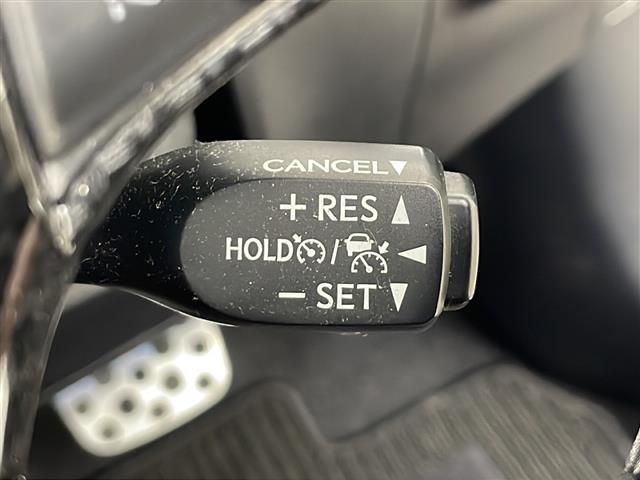 CANCEL▼
+ RES ▲
HOLD / ◀
− SET ▼